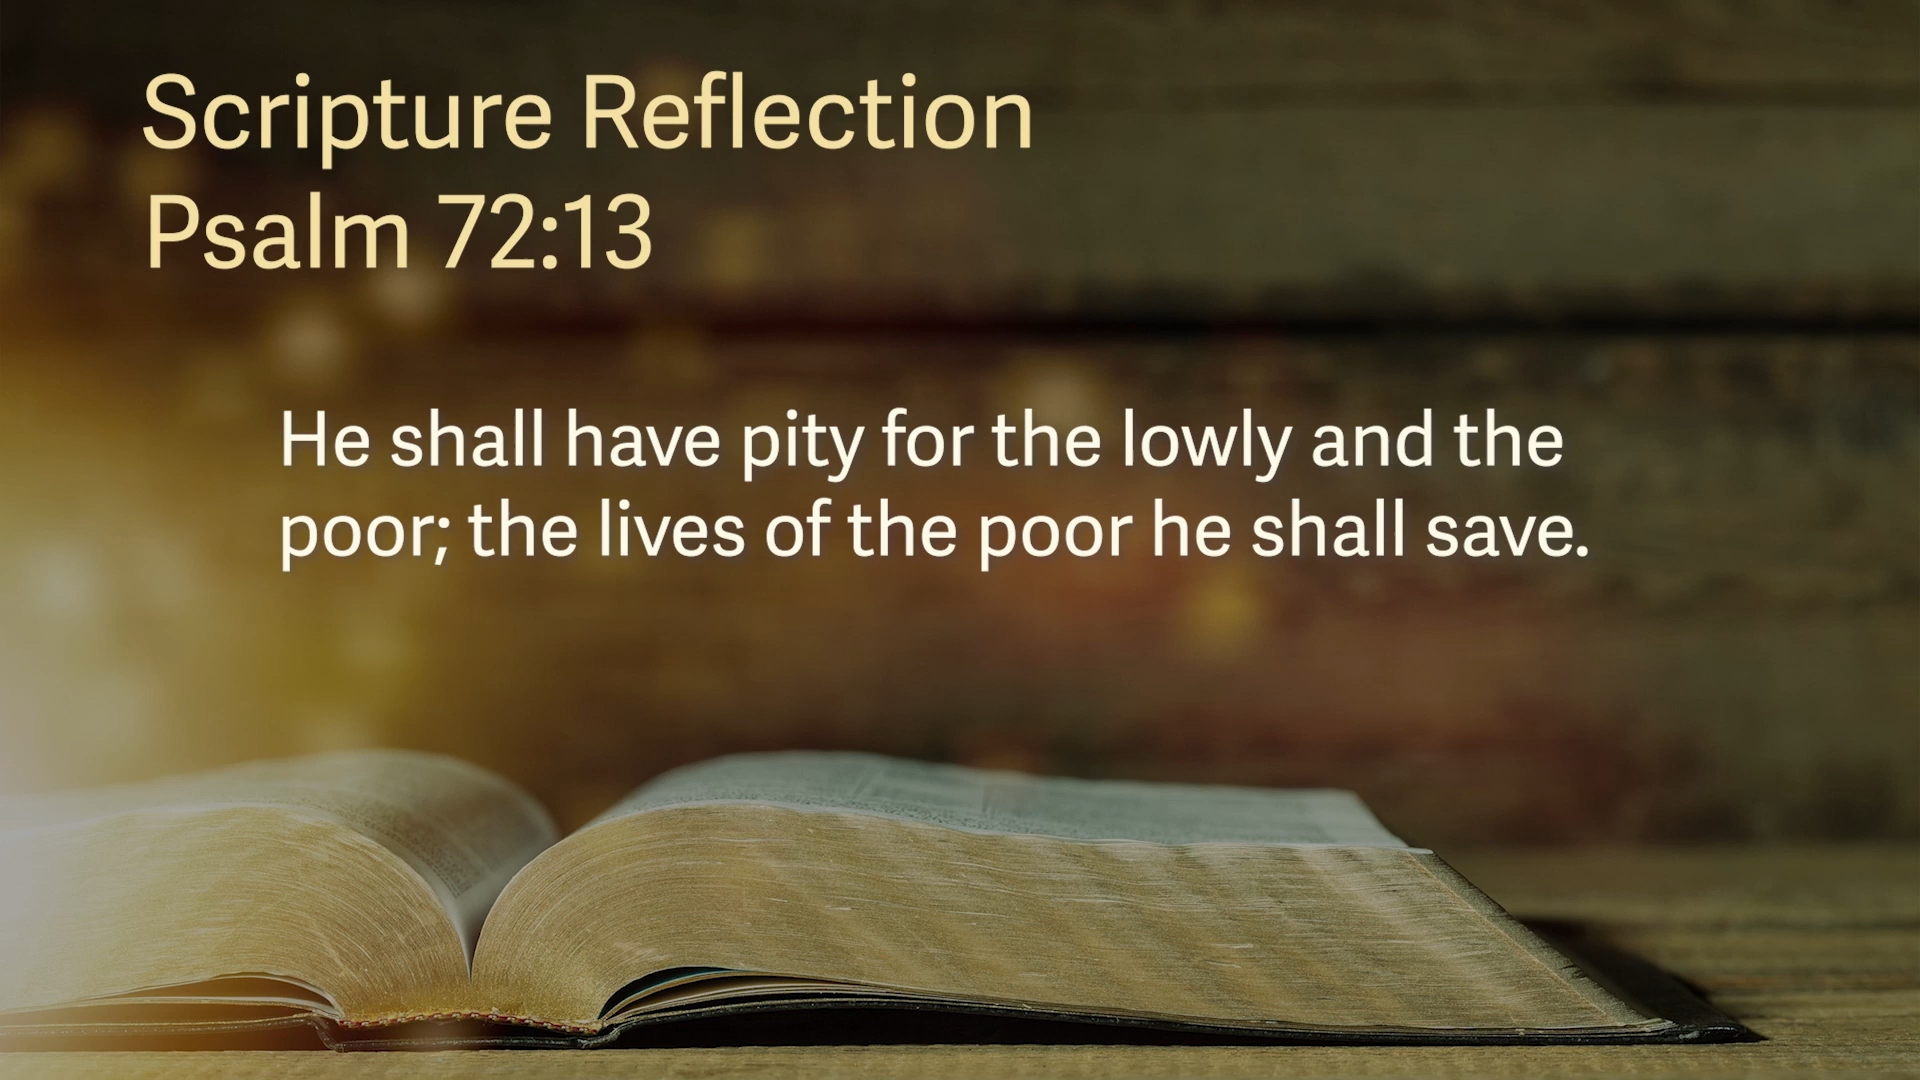 Scripture Reflection
Psalm 72:13
He shall have pity for the lowly and the
poor; the lives of the poor he shall save.